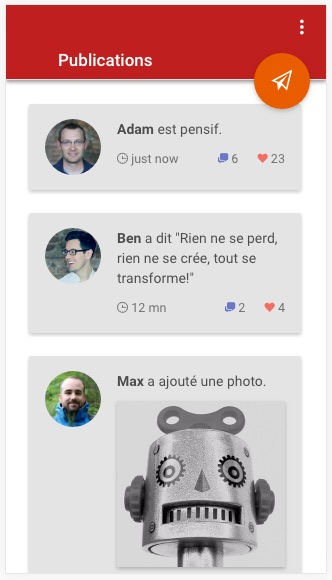 Publications
Adam est pensif.
just now 6 23
Ben a dit "Rien ne se perd,
rien ne se crée, tout se
transforme!"
12 mn 2 4
Max a ajouté une photo.